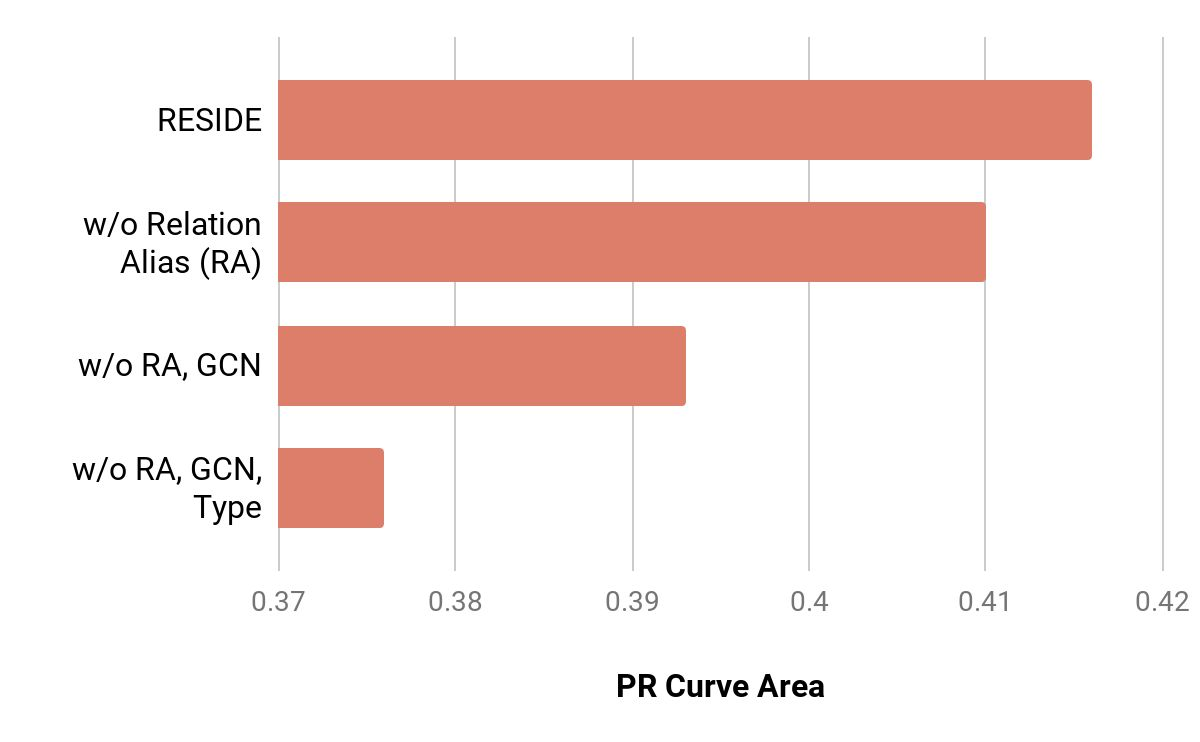 RESIDE
w/o Relation
Alias (RA)
w/o RA, GCN
w/o RA, GCN,
Type
0.37
0.38
0.39
0.4
0.41
0.42
PR Curve Area